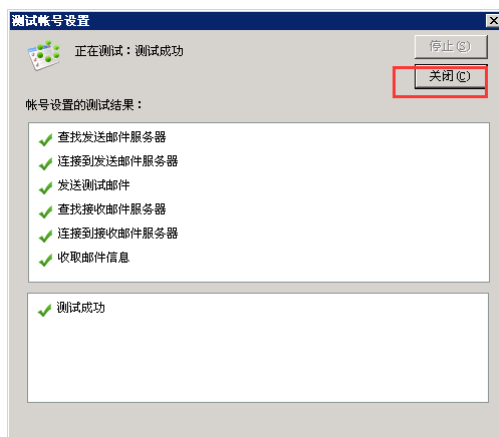 测试帐号设置
正在测试：测试成功
停止(S)
关闭(C)
帐号设置的测试结果：
查找发送邮件服务器
连接到发送邮件服务器
发送测试邮件
查找接收邮件服务器
连接到接收邮件服务器
收取邮件信息
测试成功